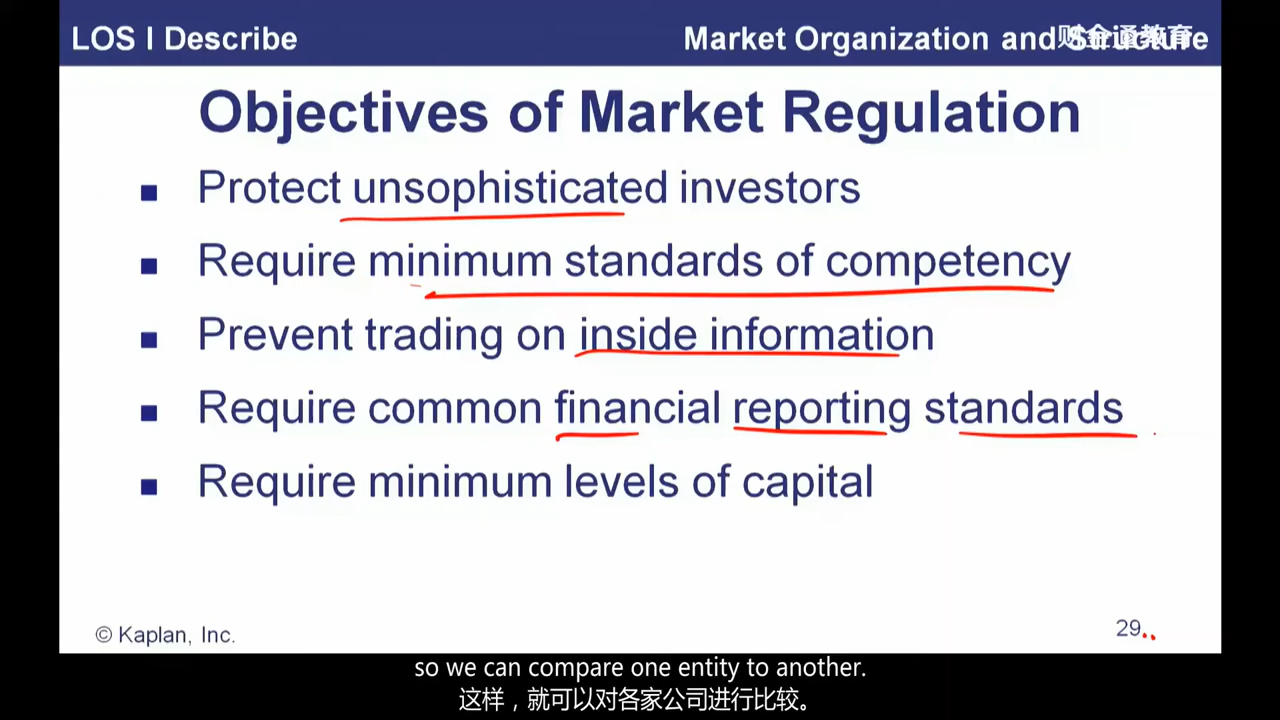 LOS l Describe
Market Organization and Structure
财金通教育
Objectives of Market Regulation
■ Protect unsophisticated investors
■ Require minimum standards of competency
■ Prevent trading on inside information
■ Require common financial reporting standards
■ Require minimum levels of capital
© Kaplan, Inc.
29
so we can compare one entity to another.
这样，就可以对各家公司进行比较。